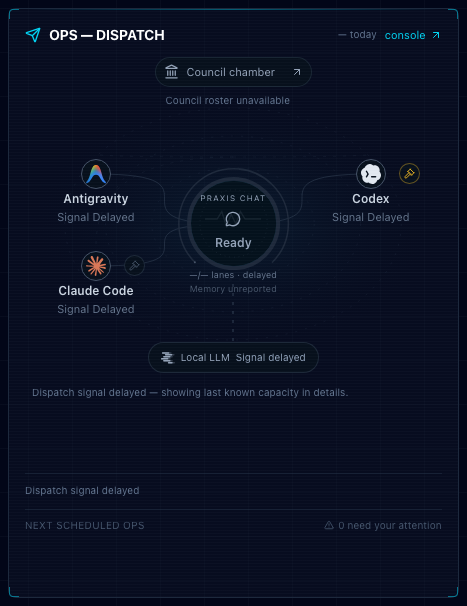 OPS — DISPATCH
— today console
Council chamber
Council roster unavailable
Antigravity
Signal Delayed
PRAXIS CHAT
Ready
Codex
Signal Delayed
Claude Code
Signal Delayed
—/— lanes · delayed
Memory unreported
Local LLM Signal delayed
Dispatch signal delayed — showing last known capacity in details.
Dispatch signal delayed
NEXT SCHEDULED OPS
0 need your attention